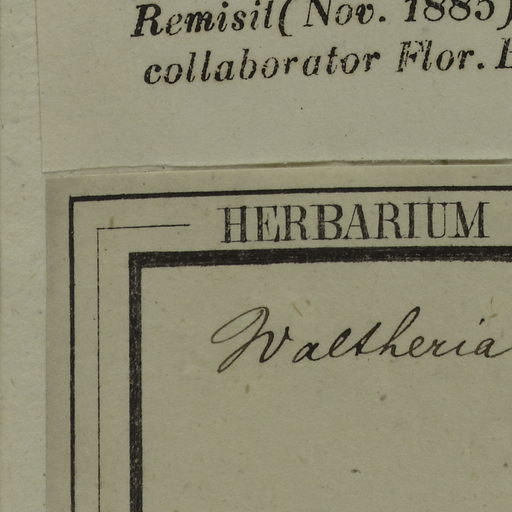 Remisit (Nov. 1885)
collaborator Flor.
HERBARIUM
Waltheria